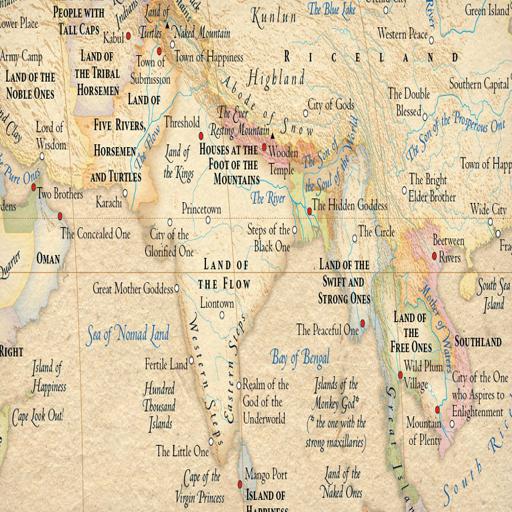 PEOPLE WITH
TALL CAPS
Kabul
Land of
Turtles
Naked Mountain
Town of Happiness
Kunlun
The Blue Lake
River
Green Island
Western Peace
RICELAND
Army Camp
LAND OF THE
NOBLE ONES
LAND OF
THE TRIBAL
HORSEMEN
Town of
Submission
Highland
Abode of Snow
Southern Capital
The Double
Blessed
LAND OF
FIVE RIVERS,
HORSEMEN
AND TURTLES
Threshold
The Ever
Resting Mountain
City of Gods
The Son of the Prosperous One
Lord of
Wisdom
The Flow
Land of
the Kings
HOUSES AT THE
FOOT OF THE
MOUNTAINS
Wooden
Temple
The Son of
the Soul of the World
Town of Happ
The Pure Ones
Two Brothers
Karachi
The River
The Bright
Elder Brother
The Hidden Goddess
Princetown
Wide City
The Concealed One
City of the
Glorified One
Steps of the
Black One
The Circle
Beetween
Rivers
Quarter
OMAN
LAND OF
THE FLOW
LAND OF THE
SWIFT AND
STRONG ONES
Great Mother Goddess
Liontown
South Sea
Island
Mother of Waters
Sea of Nomad Land
The Peaceful One
LAND OF
THE
FREE ONES
SOUTHLAND
RIGHT
Western Steps
Eastern Steps
Bay of Bengal
Island of
Happiness
Fertile Land
Wild Plum
Village
City of the One
who Aspires to
Enlightenment
Hundred
Thousand
Islands
Realm of the
God of the
Underworld
Islands of the
Monkey God*
(* the one with the
strong maxillaries)
Cape Look Out!
Mountain
of Plenty
The Little One
Great Island
South River
Cape of the
Virgin Princess
Mango Port
Land of the
Naked Ones
ISLAND OF
HAPPINESS